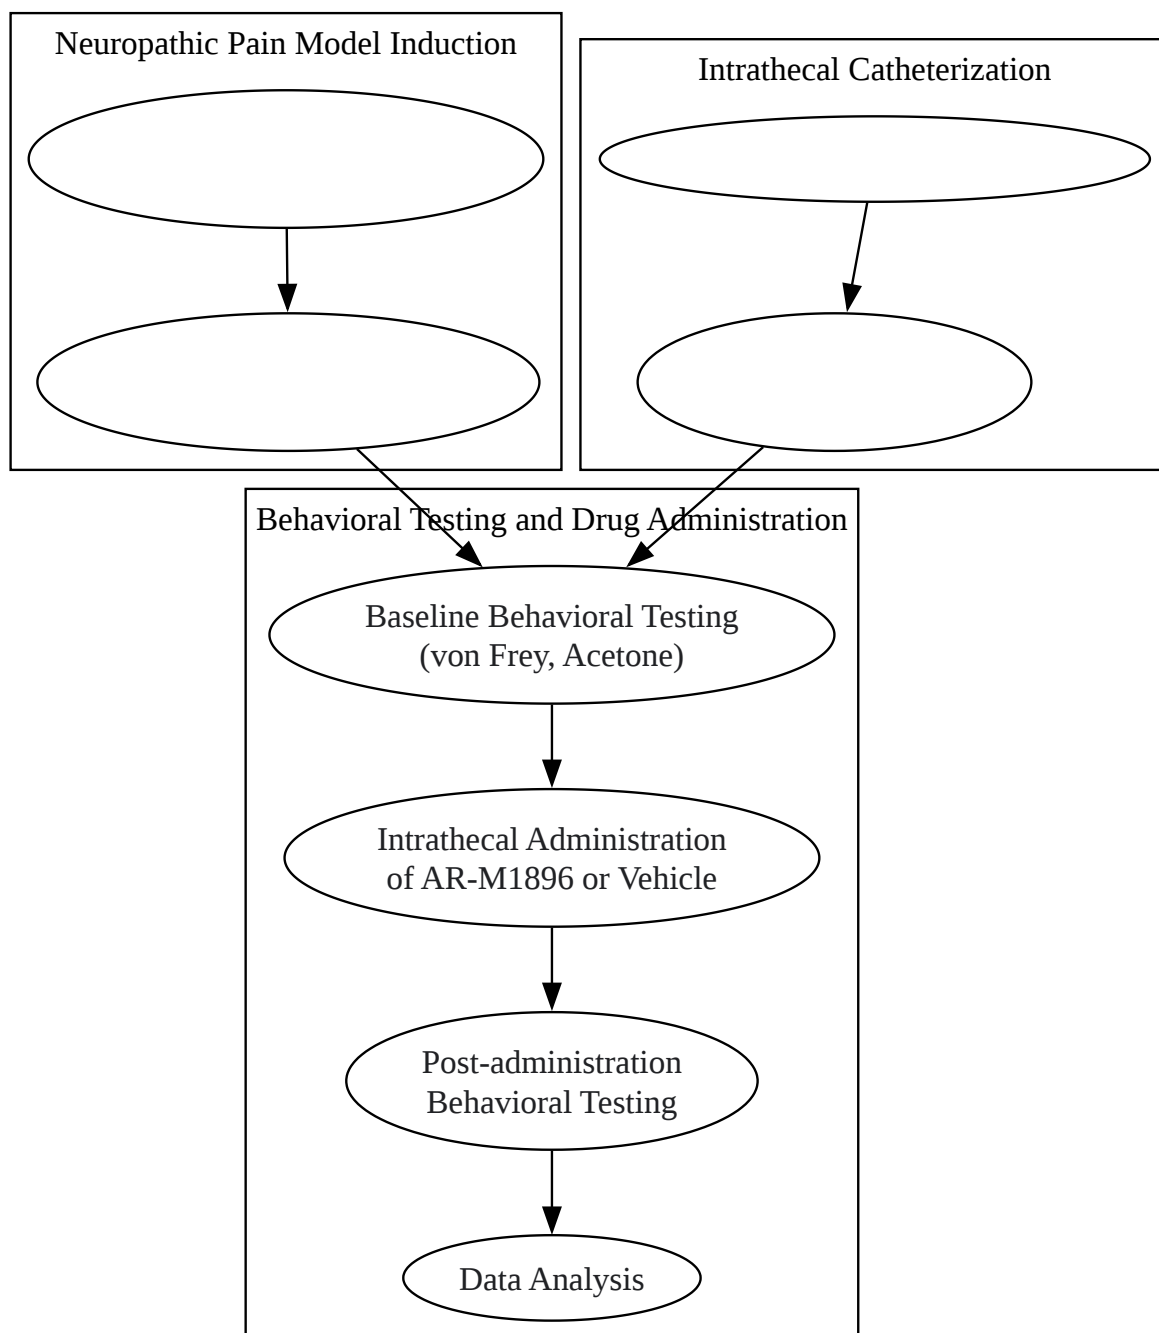 Neuropathic Pain Model Induction
Intrathecal Catheterization
Behavioral Testing and Drug Administration
Baseline Behavioral Testing
(von Frey, Acetone)
Intrathecal Administration
of AR-M1896 or Vehicle
Post-administration
Behavioral Testing
Data Analysis